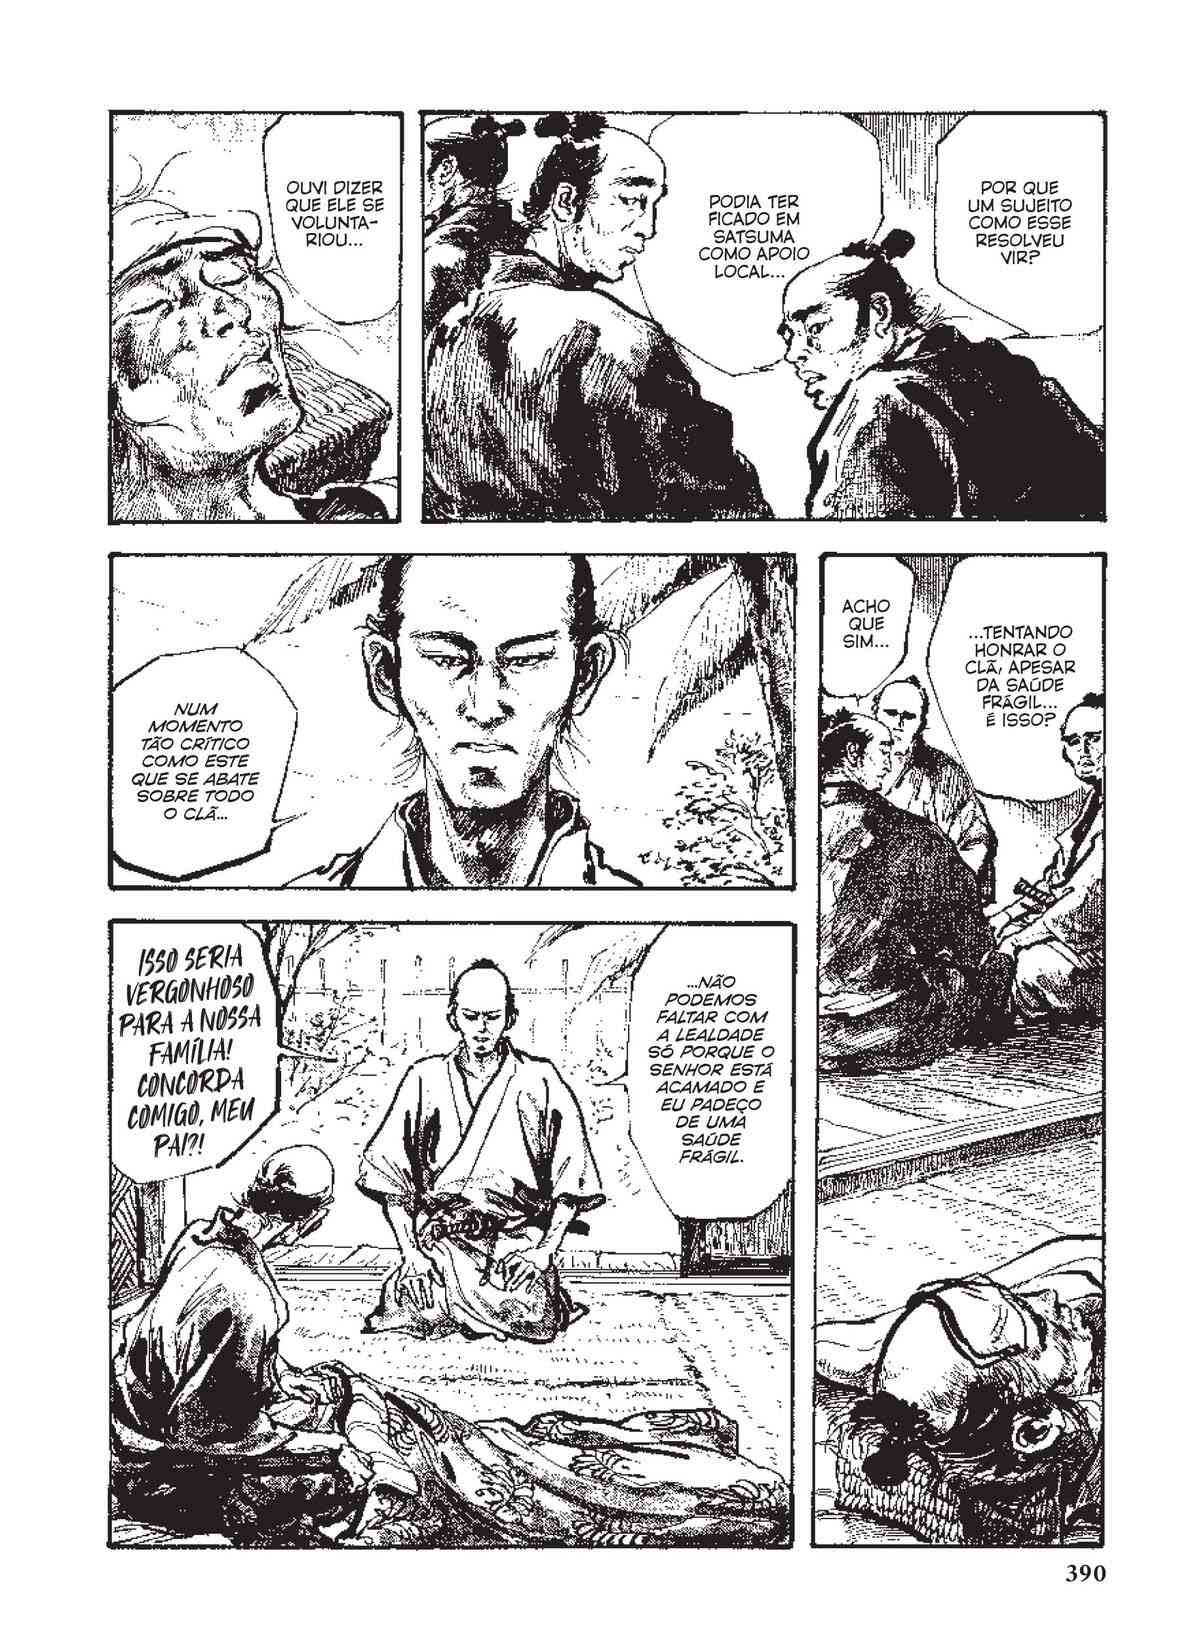 POR QUE
UM SUJEITO
COMO ESSE
RESOLVEU
VIR?
PODIA TER
FICADO EM
SATSUMA
COMO APOIO
LOCAL...
OUVI DIZER
QUE ELE SE
VOLUNTA-
RIOU...
...TENTANDO
HONRAR O
CLÃ, APESAR
DA SAÚDE
FRÁGIL...
É ISSO?
ACHO
QUE
SIM...
NUM
MOMENTO
TÃO CRÍTICO
COMO ESTE
QUE SE ABATE
SOBRE TODO
O CLÃ...
...NÃO
PODEMOS
FALTAR COM
A LEALDADE
SÓ PORQUE O
SENHOR ESTÁ
ACAMADO E
EU PADEÇO
DE UMA
SAÚDE
FRÁGIL.
ISSO SERIA
VERGONHOSO
PARA A NOSSA
FAMÍLIA!
CONCORDA
COMIGO, MEU
PAI?!
390